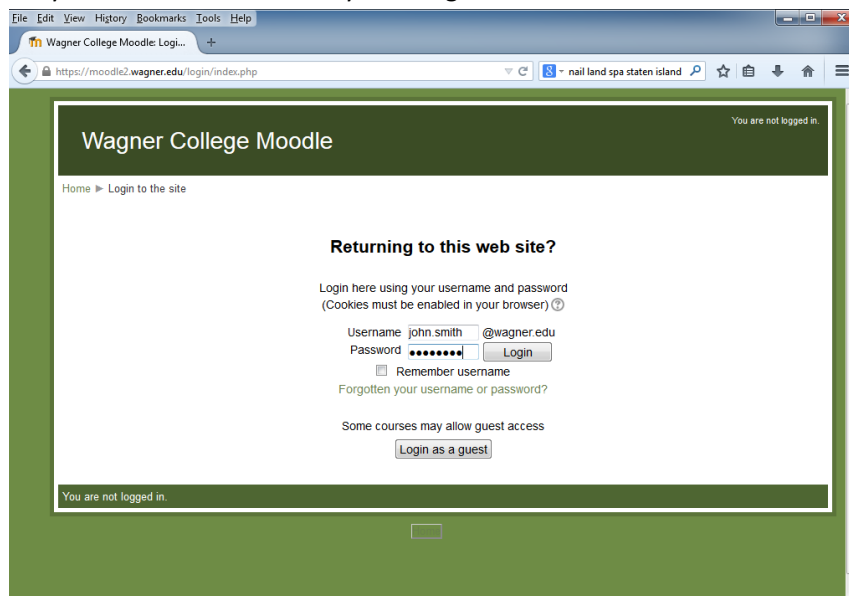 File Edit View History Bookmarks Tools Help
Wagner College Moodle: Logi...
https://moodle2.wagner.edu/login/index.php
nail land spa staten island
You are not logged in.
Wagner College Moodle
Home ► Login to the site
Returning to this web site?
Login here using your username and password
(Cookies must be enabled in your browser)
Username john.smith @wagner.edu
Password ●●●●●●●● Login
Remember username
Forgotten your username or password?
Some courses may allow guest access
Login as a guest
You are not logged in.